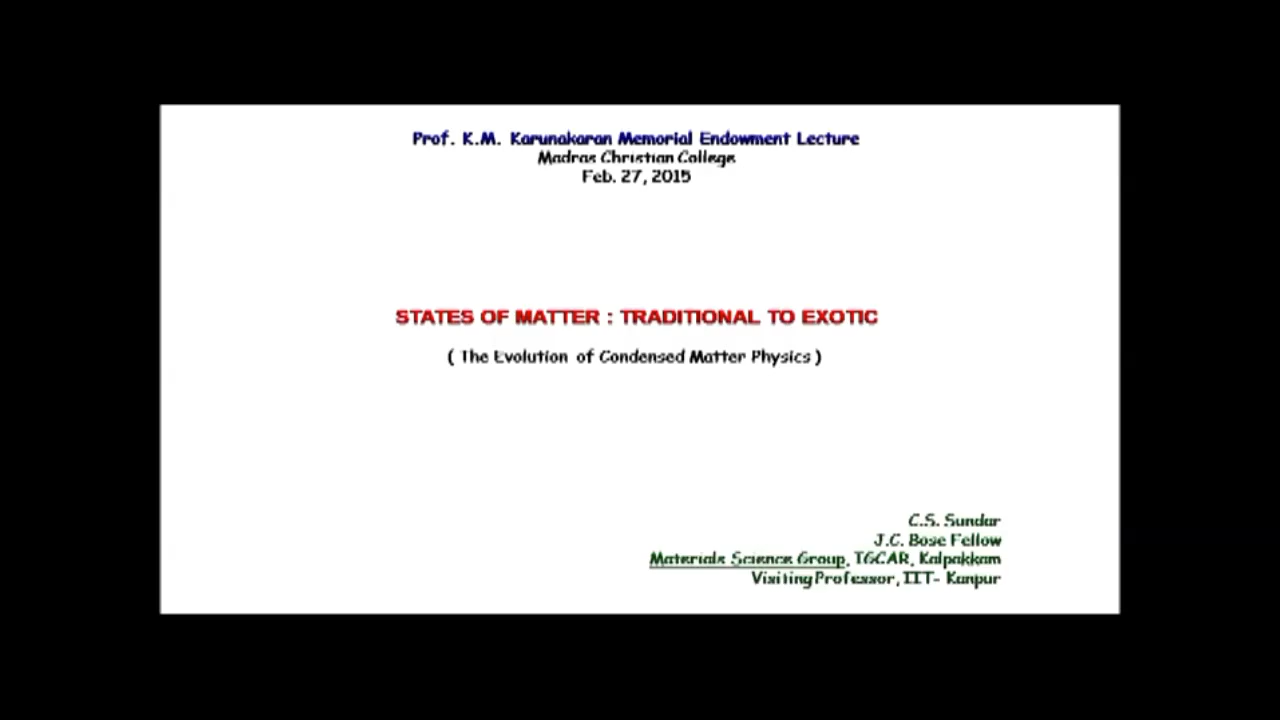 Prof. K.M. Karunakaran Memorial Endowment Lecture
Madras Christian College
Feb. 27, 2015
STATES OF MATTER : TRADITIONAL TO EXOTIC
( The Evolution of Condensed Matter Physics )
C.S. Sundar
J.C. Bose Fellow
Materials Science Group, IGCAR, Kalpakkam
Visiting Professor, IIT- Kanpur